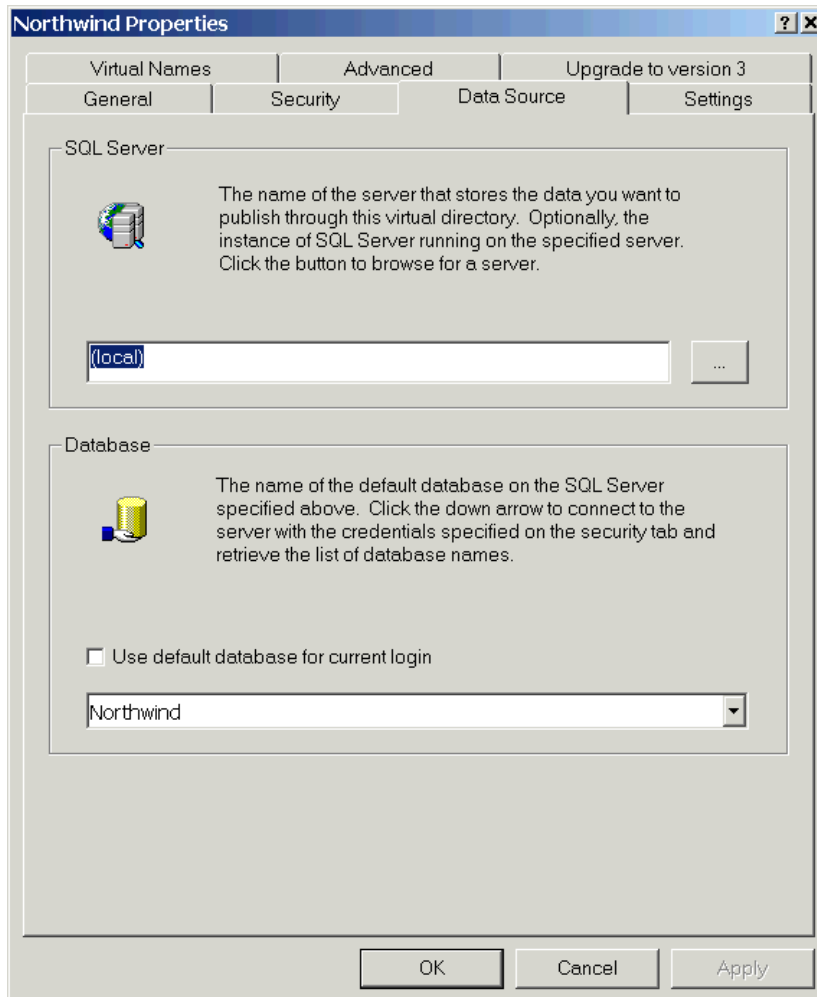 Northwind Properties
Virtual Names Advanced Upgrade to version 3
General Security Data Source Settings
SQL Server
The name of the server that stores the data you want to
publish through this virtual directory. Optionally, the
instance of SQL Server running on the specified server.
Click the button to browse for a server.
(local) ...
Database
The name of the default database on the SQL Server
specified above. Click the down arrow to connect to the
server with the credentials specified on the security tab and
retrieve the list of database names.
Use default database for current login
Northwind
OK Cancel Apply